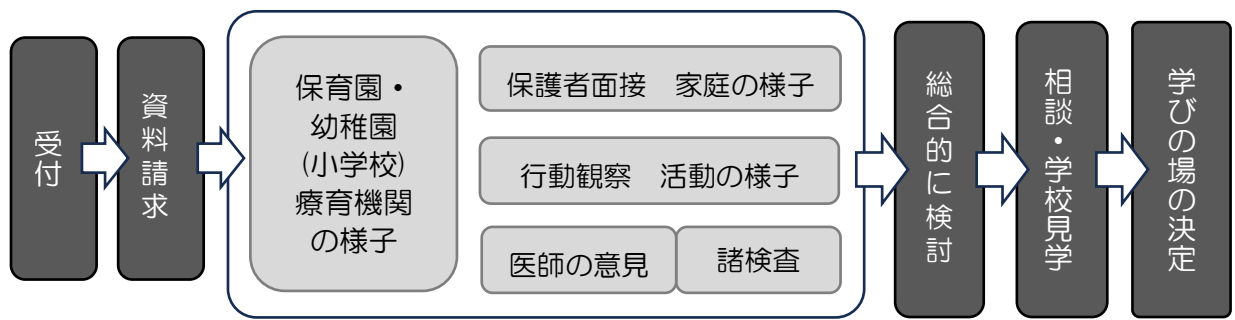 受付
資料請求
保育園・
幼稚園
(小学校)
療育機関
の様子
保護者面接　家庭の様子
行動観察　活動の様子
医師の意見
諸検査
総合的に検討
相談・学校見学
学びの場の決定